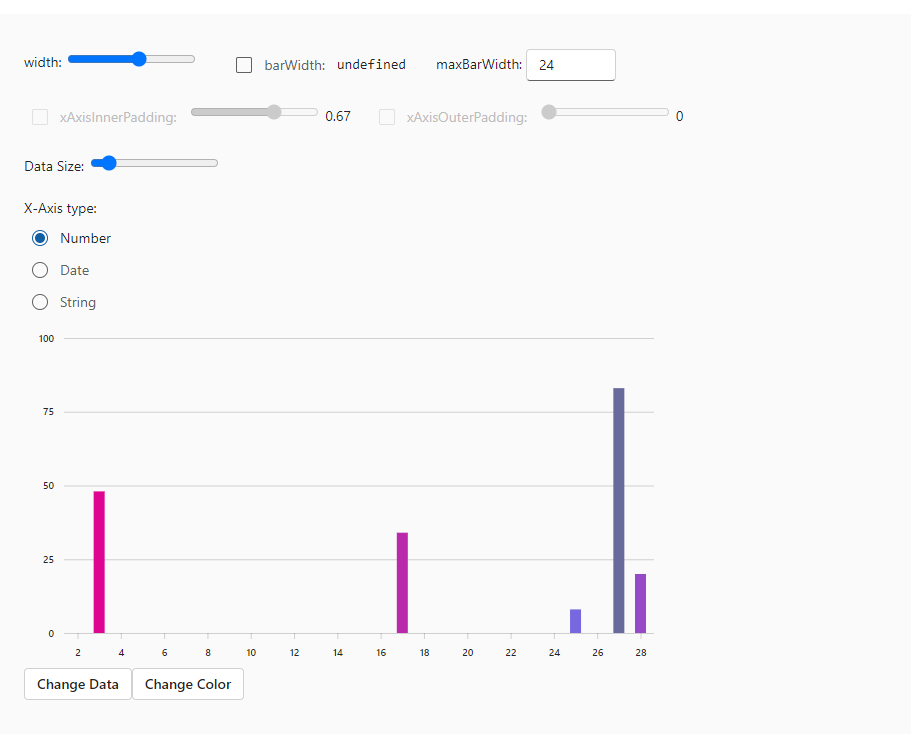 width: barWidth: undefined maxBarWidth: 24
xAxisInnerPadding: 0.67 xAxisOuterPadding: 0
Data Size:
X-Axis type:
Number
Date
String
100
75
50
25
0
2 4 6 8 10 12 14 16 18 20 22 24 26 28
Change Data Change Color